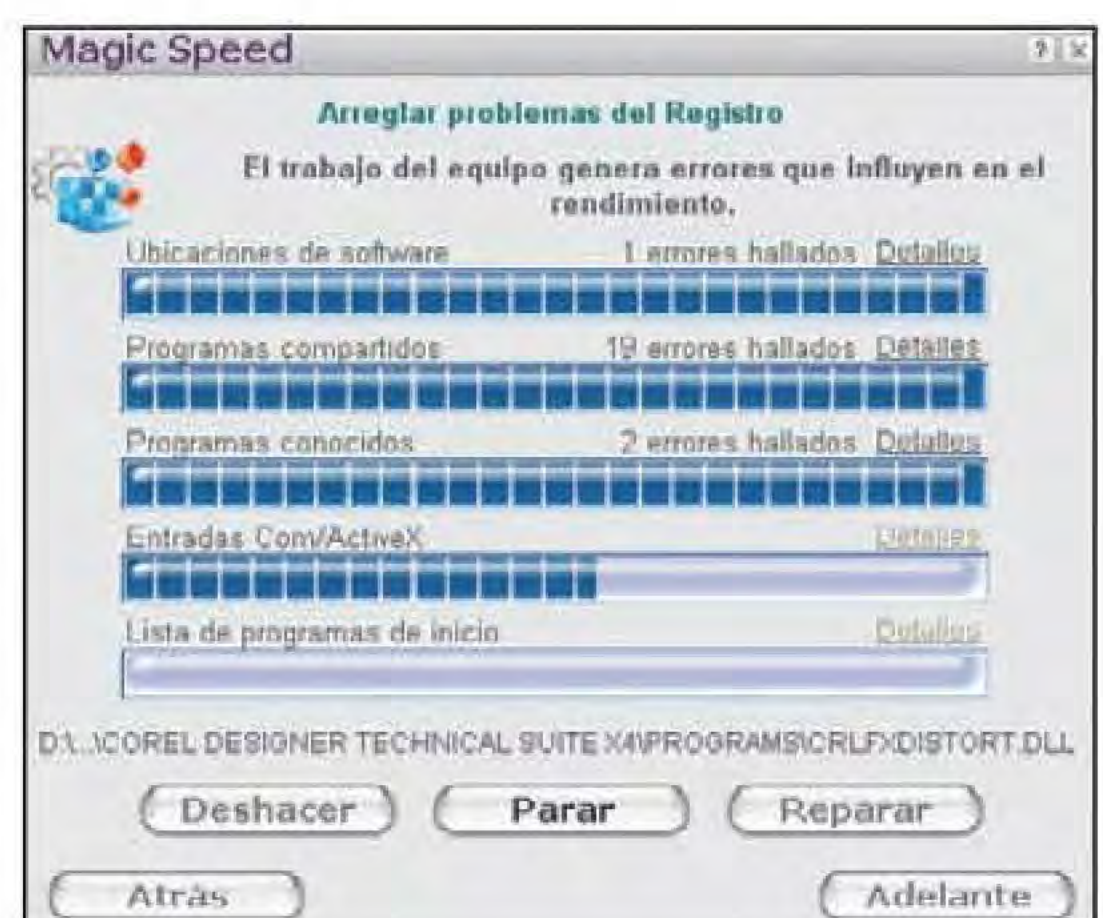 Magic Speed
Arreglar problemas del Registro
El trabajo del equipo genera errores que influyen en el
rendimiento.
Ubicaciones de software 1 errores hallados Detalles
Programas compartidos 19 errores hallados Detalles
Programas conocidos 2 errores hallados Detalles
Entradas Com/ActiveX Detalles
Lista de programas de inicio Detalles
D:\...\COREL DESIGNER TECHNICAL SUITE X4\PROGRAMS\CRLFXDISTORT.DLL
Deshacer Parar Reparar
Atrás Adelante